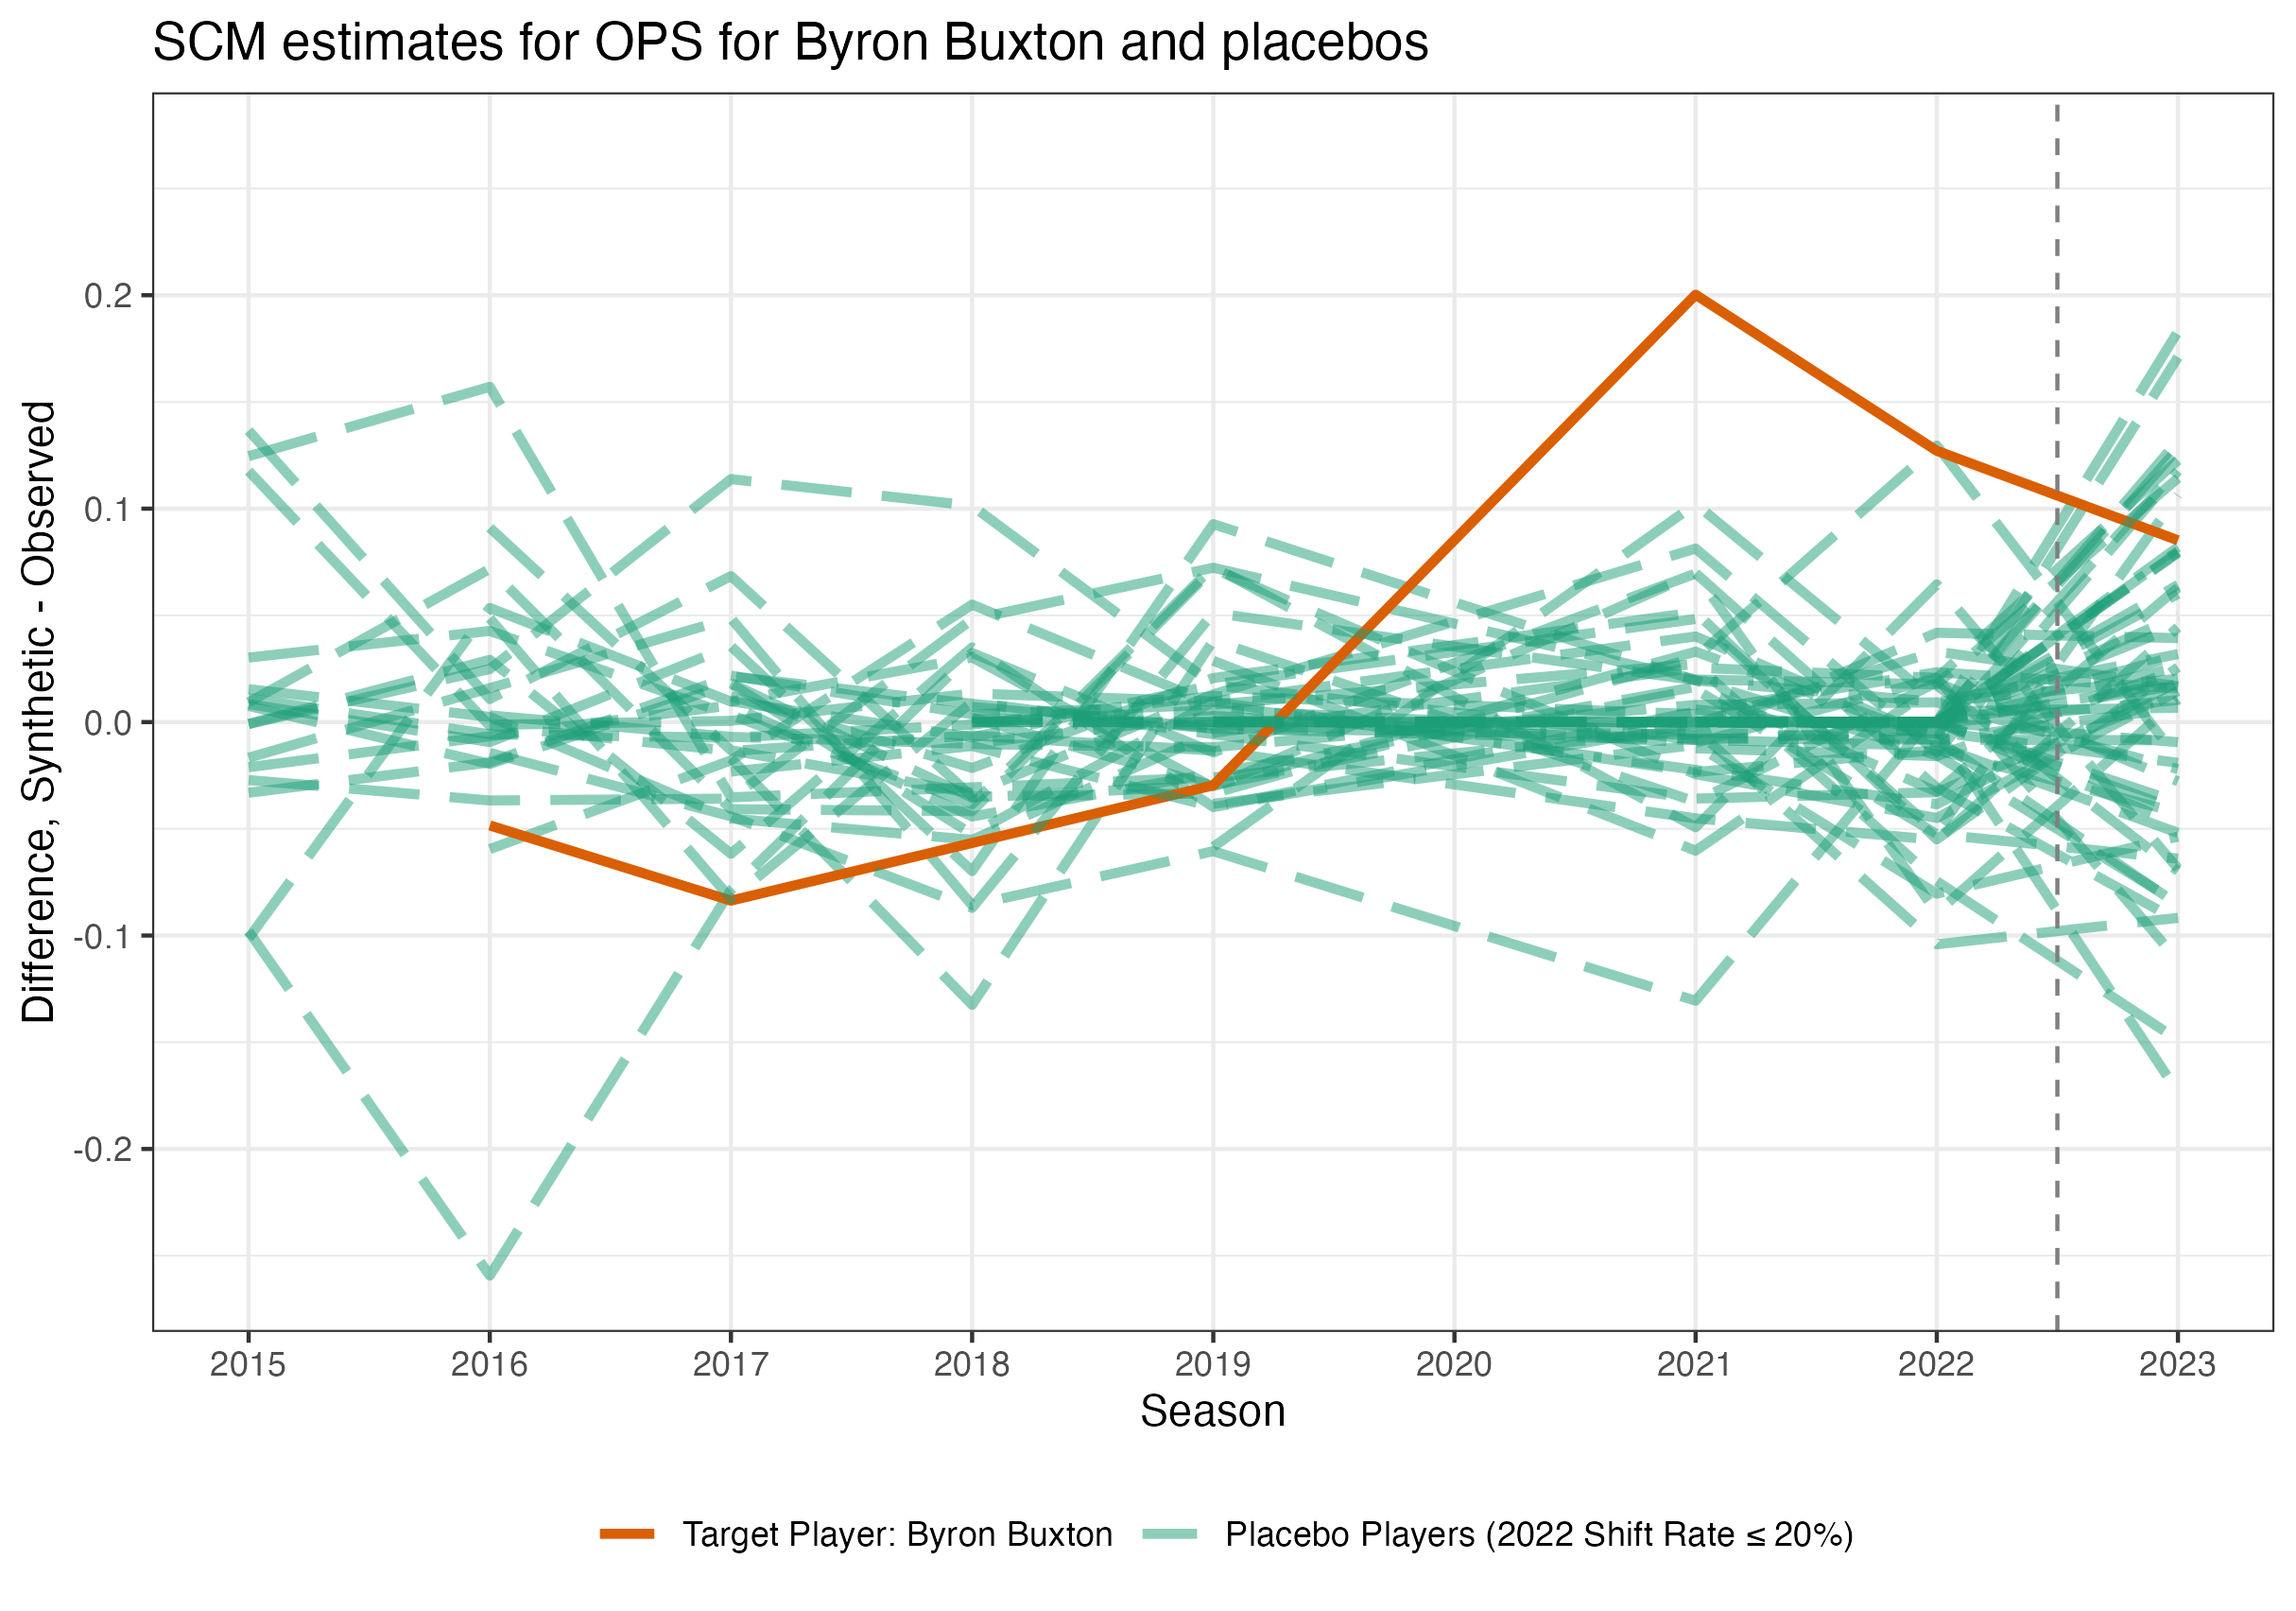 SCM estimates for OPS for Byron Buxton and placebos
Difference, Synthetic - Observed
0.2
0.1
0.0
-0.1
-0.2
2015 2016 2017 2018 2019 2020 2021 2022 2023
Season
Target Player: Byron Buxton Placebo Players (2022 Shift Rate ≤ 20%)